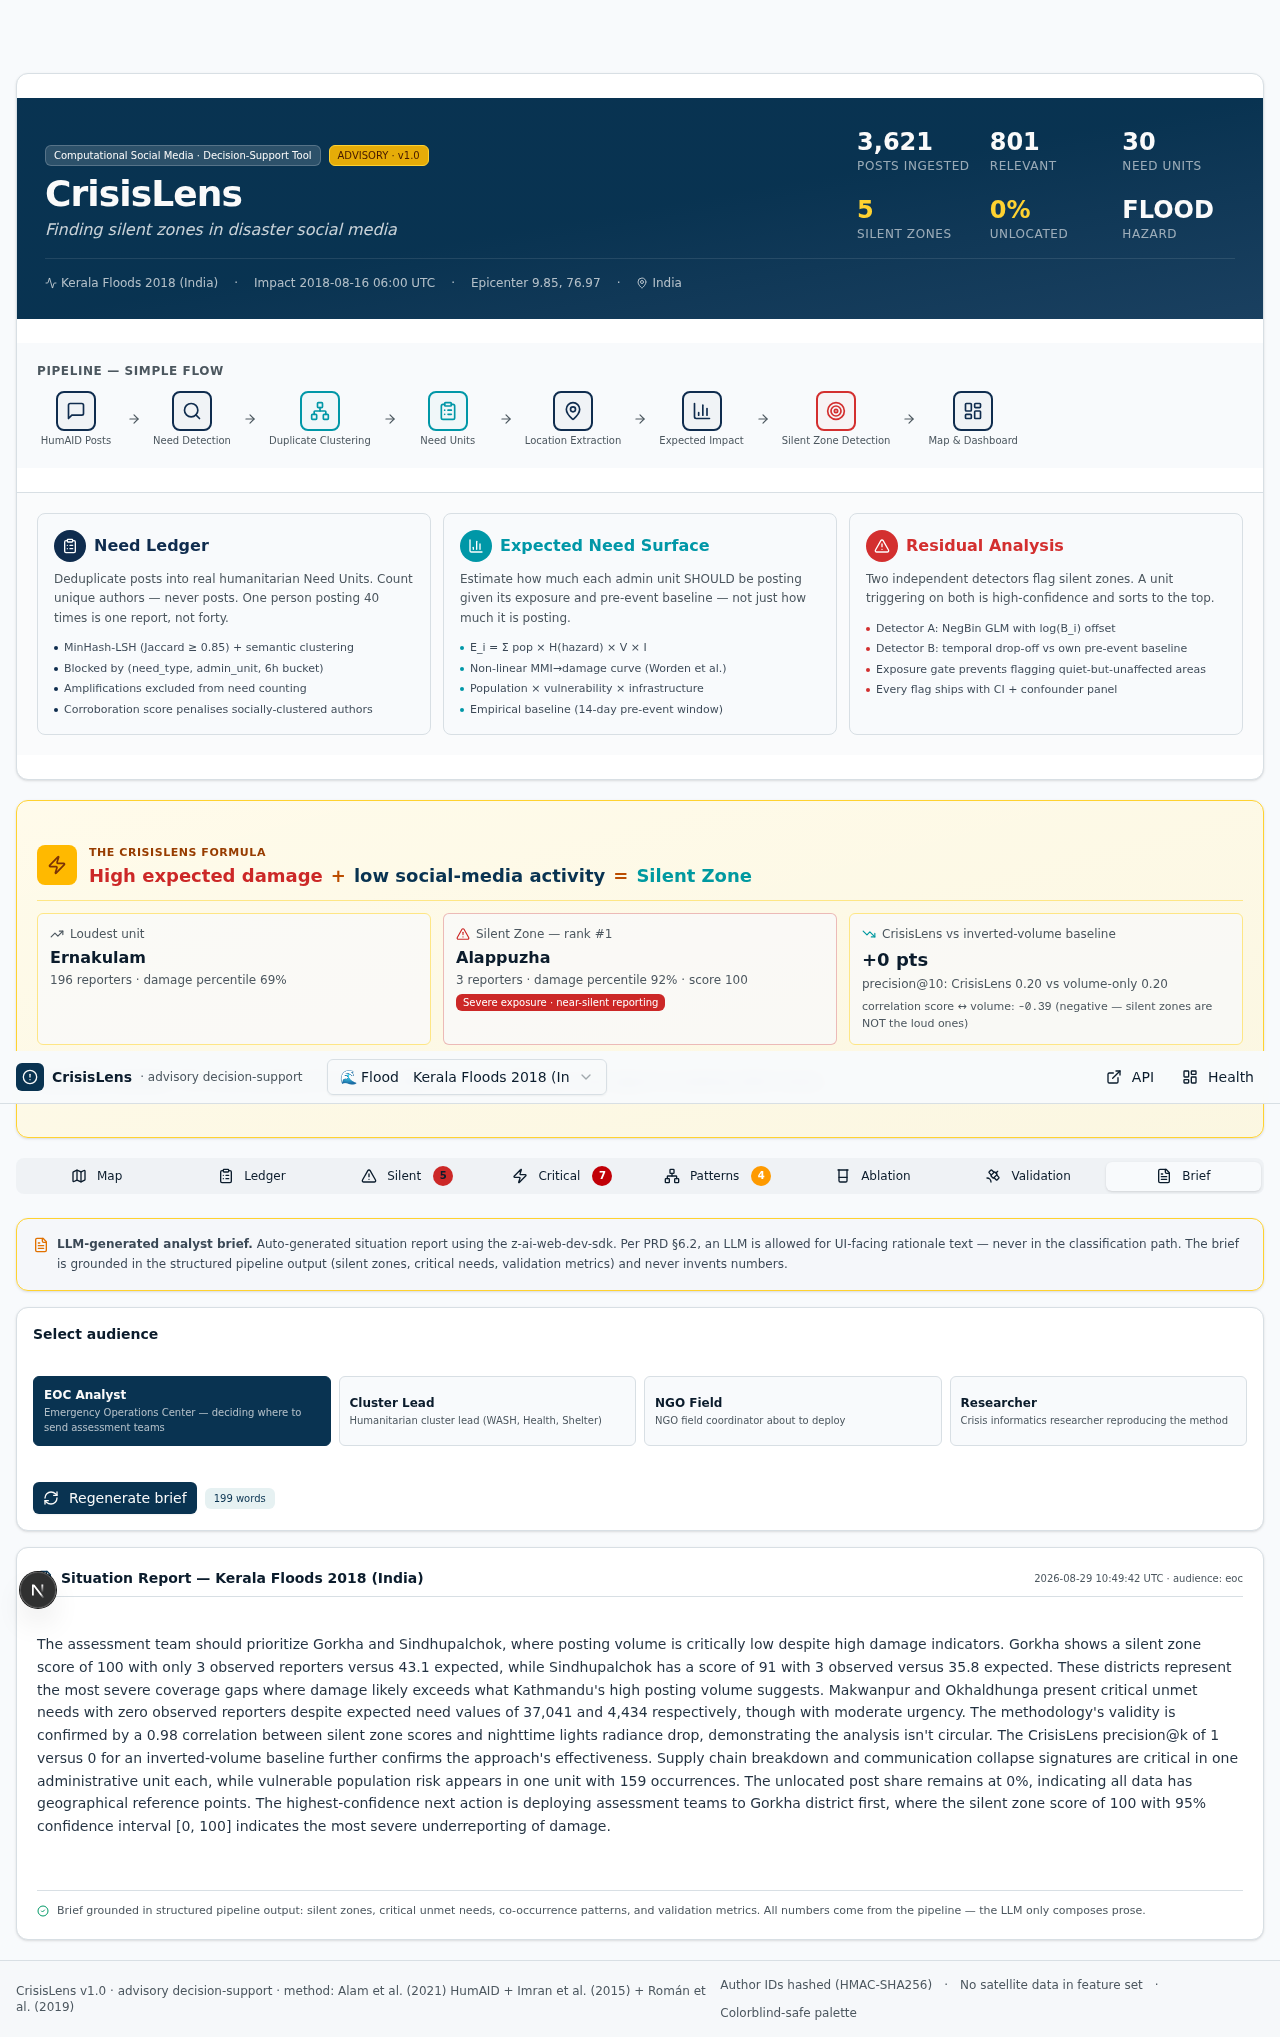 Computational Social Media · Decision-Support Tool
ADVISORY · v1.0
CrisisLens
Finding silent zones in disaster social media
3,621
POSTS INGESTED
801
RELEVANT
30
NEED UNITS
5
SILENT ZONES
0%
UNLOCATED
FLOOD
HAZARD
Kerala Floods 2018 (India) · Impact 2018-08-16 06:00 UTC · Epicenter 9.85, 76.97 · India
PIPELINE — SIMPLE FLOW
HumAID Posts
Need Detection
Duplicate Clustering
Need Units
Location Extraction
Expected Impact
Silent Zone Detection
Map & Dashboard
Need Ledger
Deduplicate posts into real humanitarian Need Units. Count
unique authors — never posts. One person posting 40
times is one report, not forty.
• MinHash-LSH (Jaccard ≥ 0.85) + semantic clustering
• Blocked by (need_type, admin_unit, 6h bucket)
• Amplifications excluded from need counting
• Corroboration score penalises socially-clustered authors
Expected Need Surface
Estimate how much each admin unit SHOULD be posting
given its exposure and pre-event baseline — not just how
much it is posting.
• E_i = Σ pop × H(hazard) × V × I
• Non-linear MMI→damage curve (Worden et al.)
• Population × vulnerability × infrastructure
• Empirical baseline (14-day pre-event window)
Residual Analysis
Two independent detectors flag silent zones. A unit
triggering on both is high-confidence and sorts to the top.
• Detector A: NegBin GLM with log(B_i) offset
• Detector B: temporal drop-off vs own pre-event baseline
• Exposure gate prevents flagging quiet-but-unaffected areas
• Every flag ships with CI + confounder panel
THE CRISISLENS FORMULA
High expected damage + low social-media activity = Silent Zone
Loudest unit
Ernakulam
196 reporters · damage percentile 69%
Silent Zone — rank #1
Alappuzha
3 reporters · damage percentile 92% · score 100
Severe exposure · near-silent reporting
CrisisLens vs inverted-volume baseline
+0 pts
precision@10: CrisisLens 0.20 vs volume-only 0.20
correlation score ↔ volume: -0.39 (negative — silent zones are
NOT the loud ones)
CrisisLens · advisory decision-support
Flood Kerala Floods 2018 (In
API
Health
Map
Ledger
Silent 5
Critical 7
Patterns 4
Ablation
Validation
Brief
LLM-generated analyst brief. Auto-generated situation report using the z-ai-web-dev-sdk. Per PRD §6.2, an LLM is allowed for UI-facing rationale text — never in the classification path. The brief
is grounded in the structured pipeline output (silent zones, critical needs, validation metrics) and never invents numbers.
Select audience
EOC Analyst
Emergency Operations Center — deciding where to
send assessment teams
Cluster Lead
Humanitarian cluster lead (WASH, Health, Shelter)
NGO Field
NGO field coordinator about to deploy
Researcher
Crisis informatics researcher reproducing the method
Regenerate brief
199 words
N
Situation Report — Kerala Floods 2018 (India)
2026-08-29 10:49:42 UTC · audience: eoc
The assessment team should prioritize Gorkha and Sindhupalchok, where posting volume is critically low despite high damage indicators. Gorkha shows a silent zone
score of 100 with only 3 observed reporters versus 43.1 expected, while Sindhupalchok has a score of 91 with 3 observed versus 35.8 expected. These districts represent
the most severe coverage gaps where damage likely exceeds what Kathmandu's high posting volume suggests. Makwanpur and Okhaldhunga present critical unmet
needs with zero observed reporters despite expected need values of 37,041 and 4,434 respectively, though with moderate urgency. The methodology's validity is
confirmed by a 0.98 correlation between silent zone scores and nighttime lights radiance drop, demonstrating the analysis isn't circular. The CrisisLens precision@k of 1
versus 0 for an inverted-volume baseline further confirms the approach's effectiveness. Supply chain breakdown and communication collapse signatures are critical in one
administrative unit each, while vulnerable population risk appears in one unit with 159 occurrences. The unlocated post share remains at 0%, indicating all data has
geographical reference points. The highest-confidence next action is deploying assessment teams to Gorkha district first, where the silent zone score of 100 with 95%
confidence interval [0, 100] indicates the most severe underreporting of damage.
Brief grounded in structured pipeline output: silent zones, critical unmet needs, co-occurrence patterns, and validation metrics. All numbers come from the pipeline — the LLM only composes prose.
CrisisLens v1.0 · advisory decision-support · method: Alam et al. (2021) HumAID + Imran et al. (2015) + Román et
al. (2019)
Author IDs hashed (HMAC-SHA256) · No satellite data in feature set ·
Colorblind-safe palette